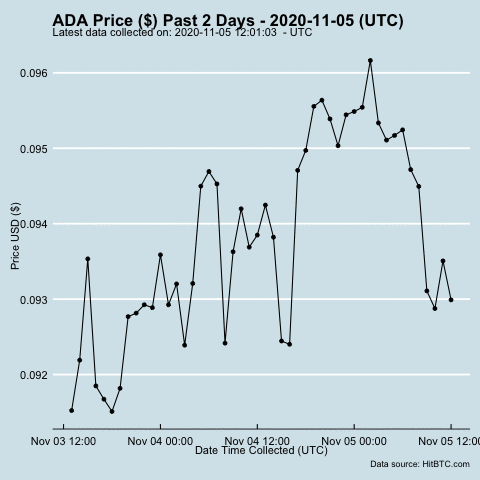 ADA Price ($) Past 2 Days - 2020-11-05 (UTC)
Latest data collected on: 2020-11-05 12:01:03 - UTC
0.096
0.095
0.094
0.093
0.092
Price USD ($)
Nov 03 12:00 Nov 04 00:00 Nov 04 12:00 Nov 05 00:00 Nov 05 12:00
Date Time Collected (UTC)
Data source: HitBTC.com